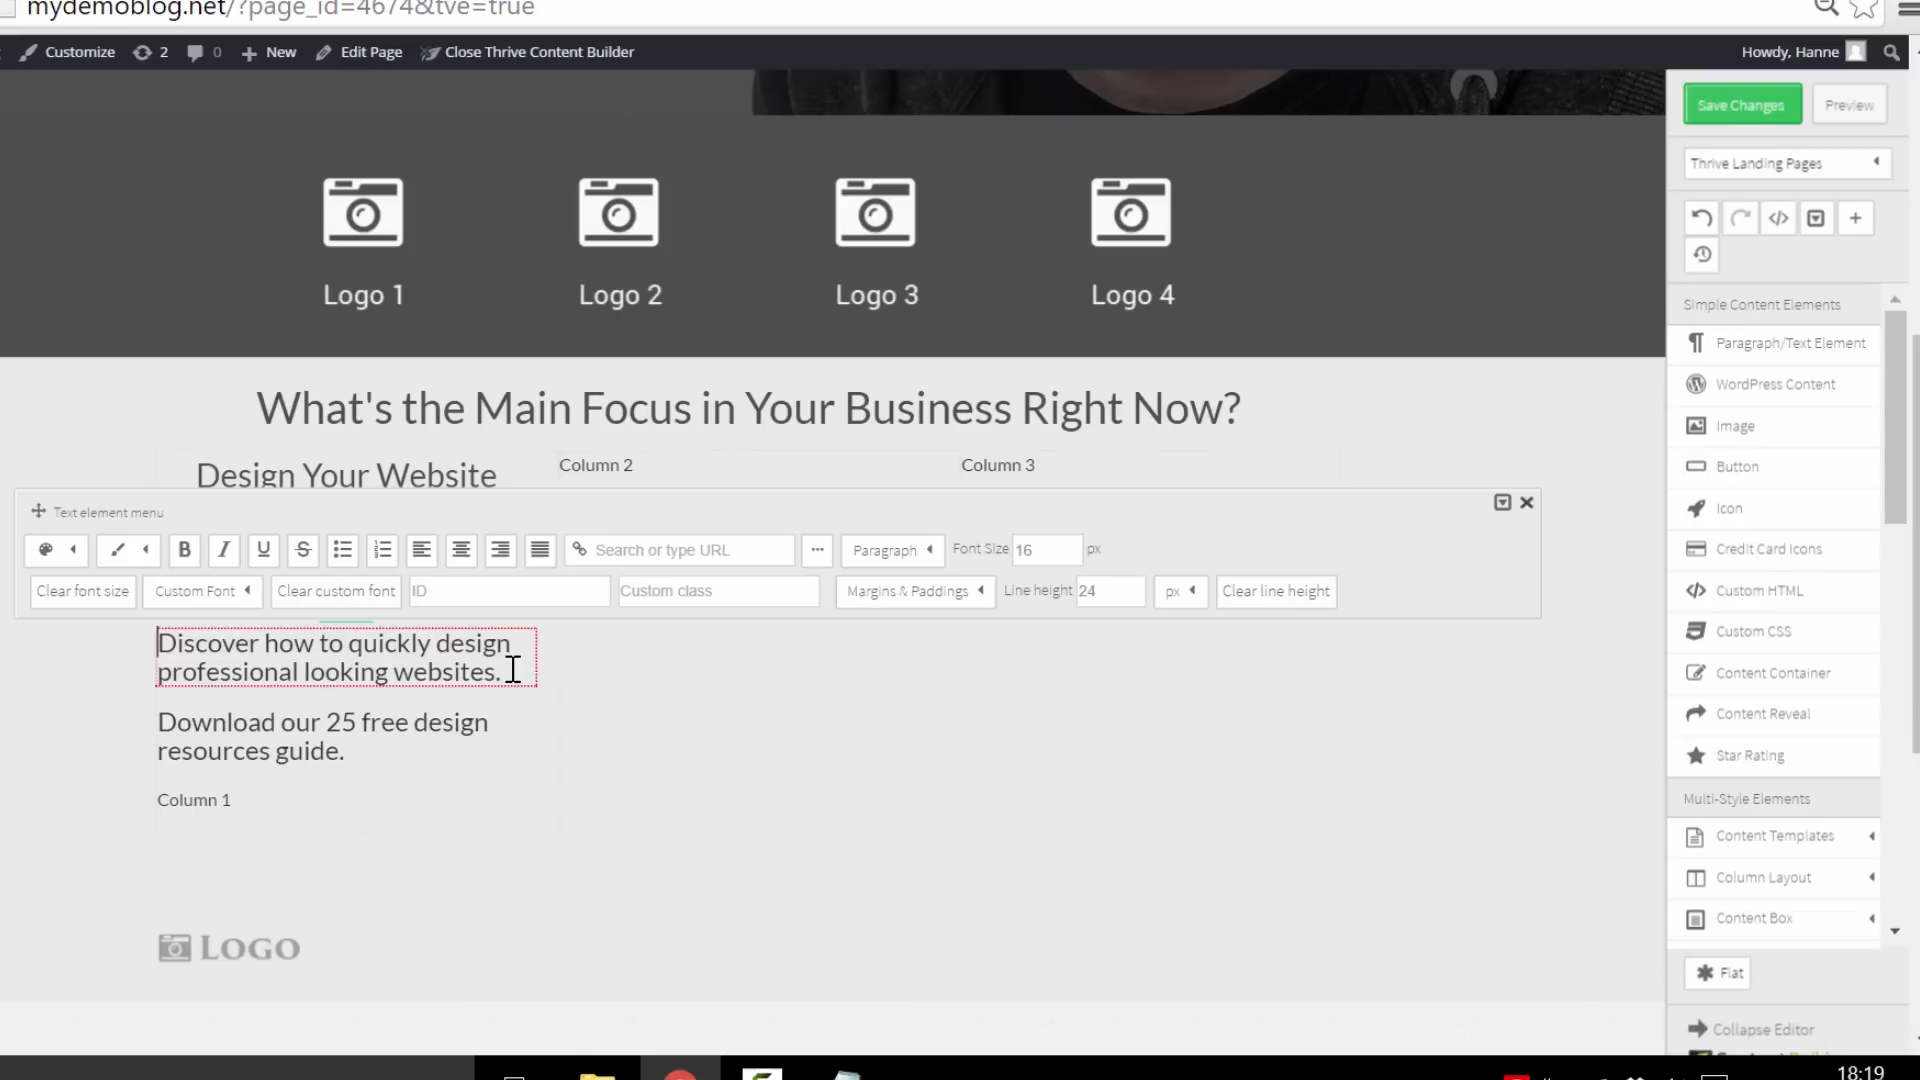 mydemoblog.net/?page_id=4674&tve=true
Customize 2 0 New Edit Page Close Thrive Content Builder Howdy, Hanne
Save Changes Preview
Thrive Landing Pages
Logo 1 Logo 2 Logo 3 Logo 4
Simple Content Elements
Paragraph/Text Element
WordPress Content
Image
Button
Icon
Credit Card Icons
Custom HTML
Custom CSS
Content Container
Content Reveal
Star Rating
Multi-Style Elements
Content Templates
Column Layout
Content Box
Flat
Collapse Editor
What's the Main Focus in Your Business Right Now?
Design Your Website
Column 2
Column 3
Text element menu
B I U S Search or type URL ... Paragraph Font Size 16 px
Clear font size Custom Font Clear custom font ID Custom class Margins & Paddings Line height 24 px Clear line height
Discover how to quickly design
professional looking websites.
Download our 25 free design
resources guide.
Column 1
LOGO
18:19